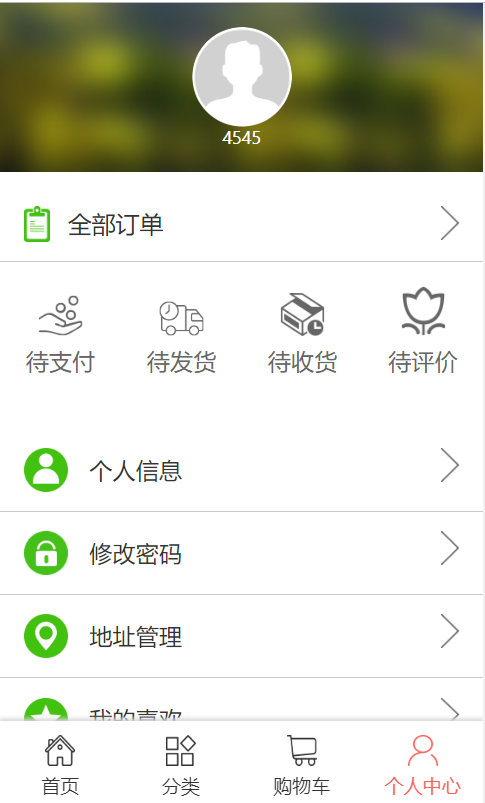 4545
全部订单
待支付 待发货 待收货 待评价
个人信息
修改密码
地址管理
我的喜欢
首页 分类 购物车 个人中心